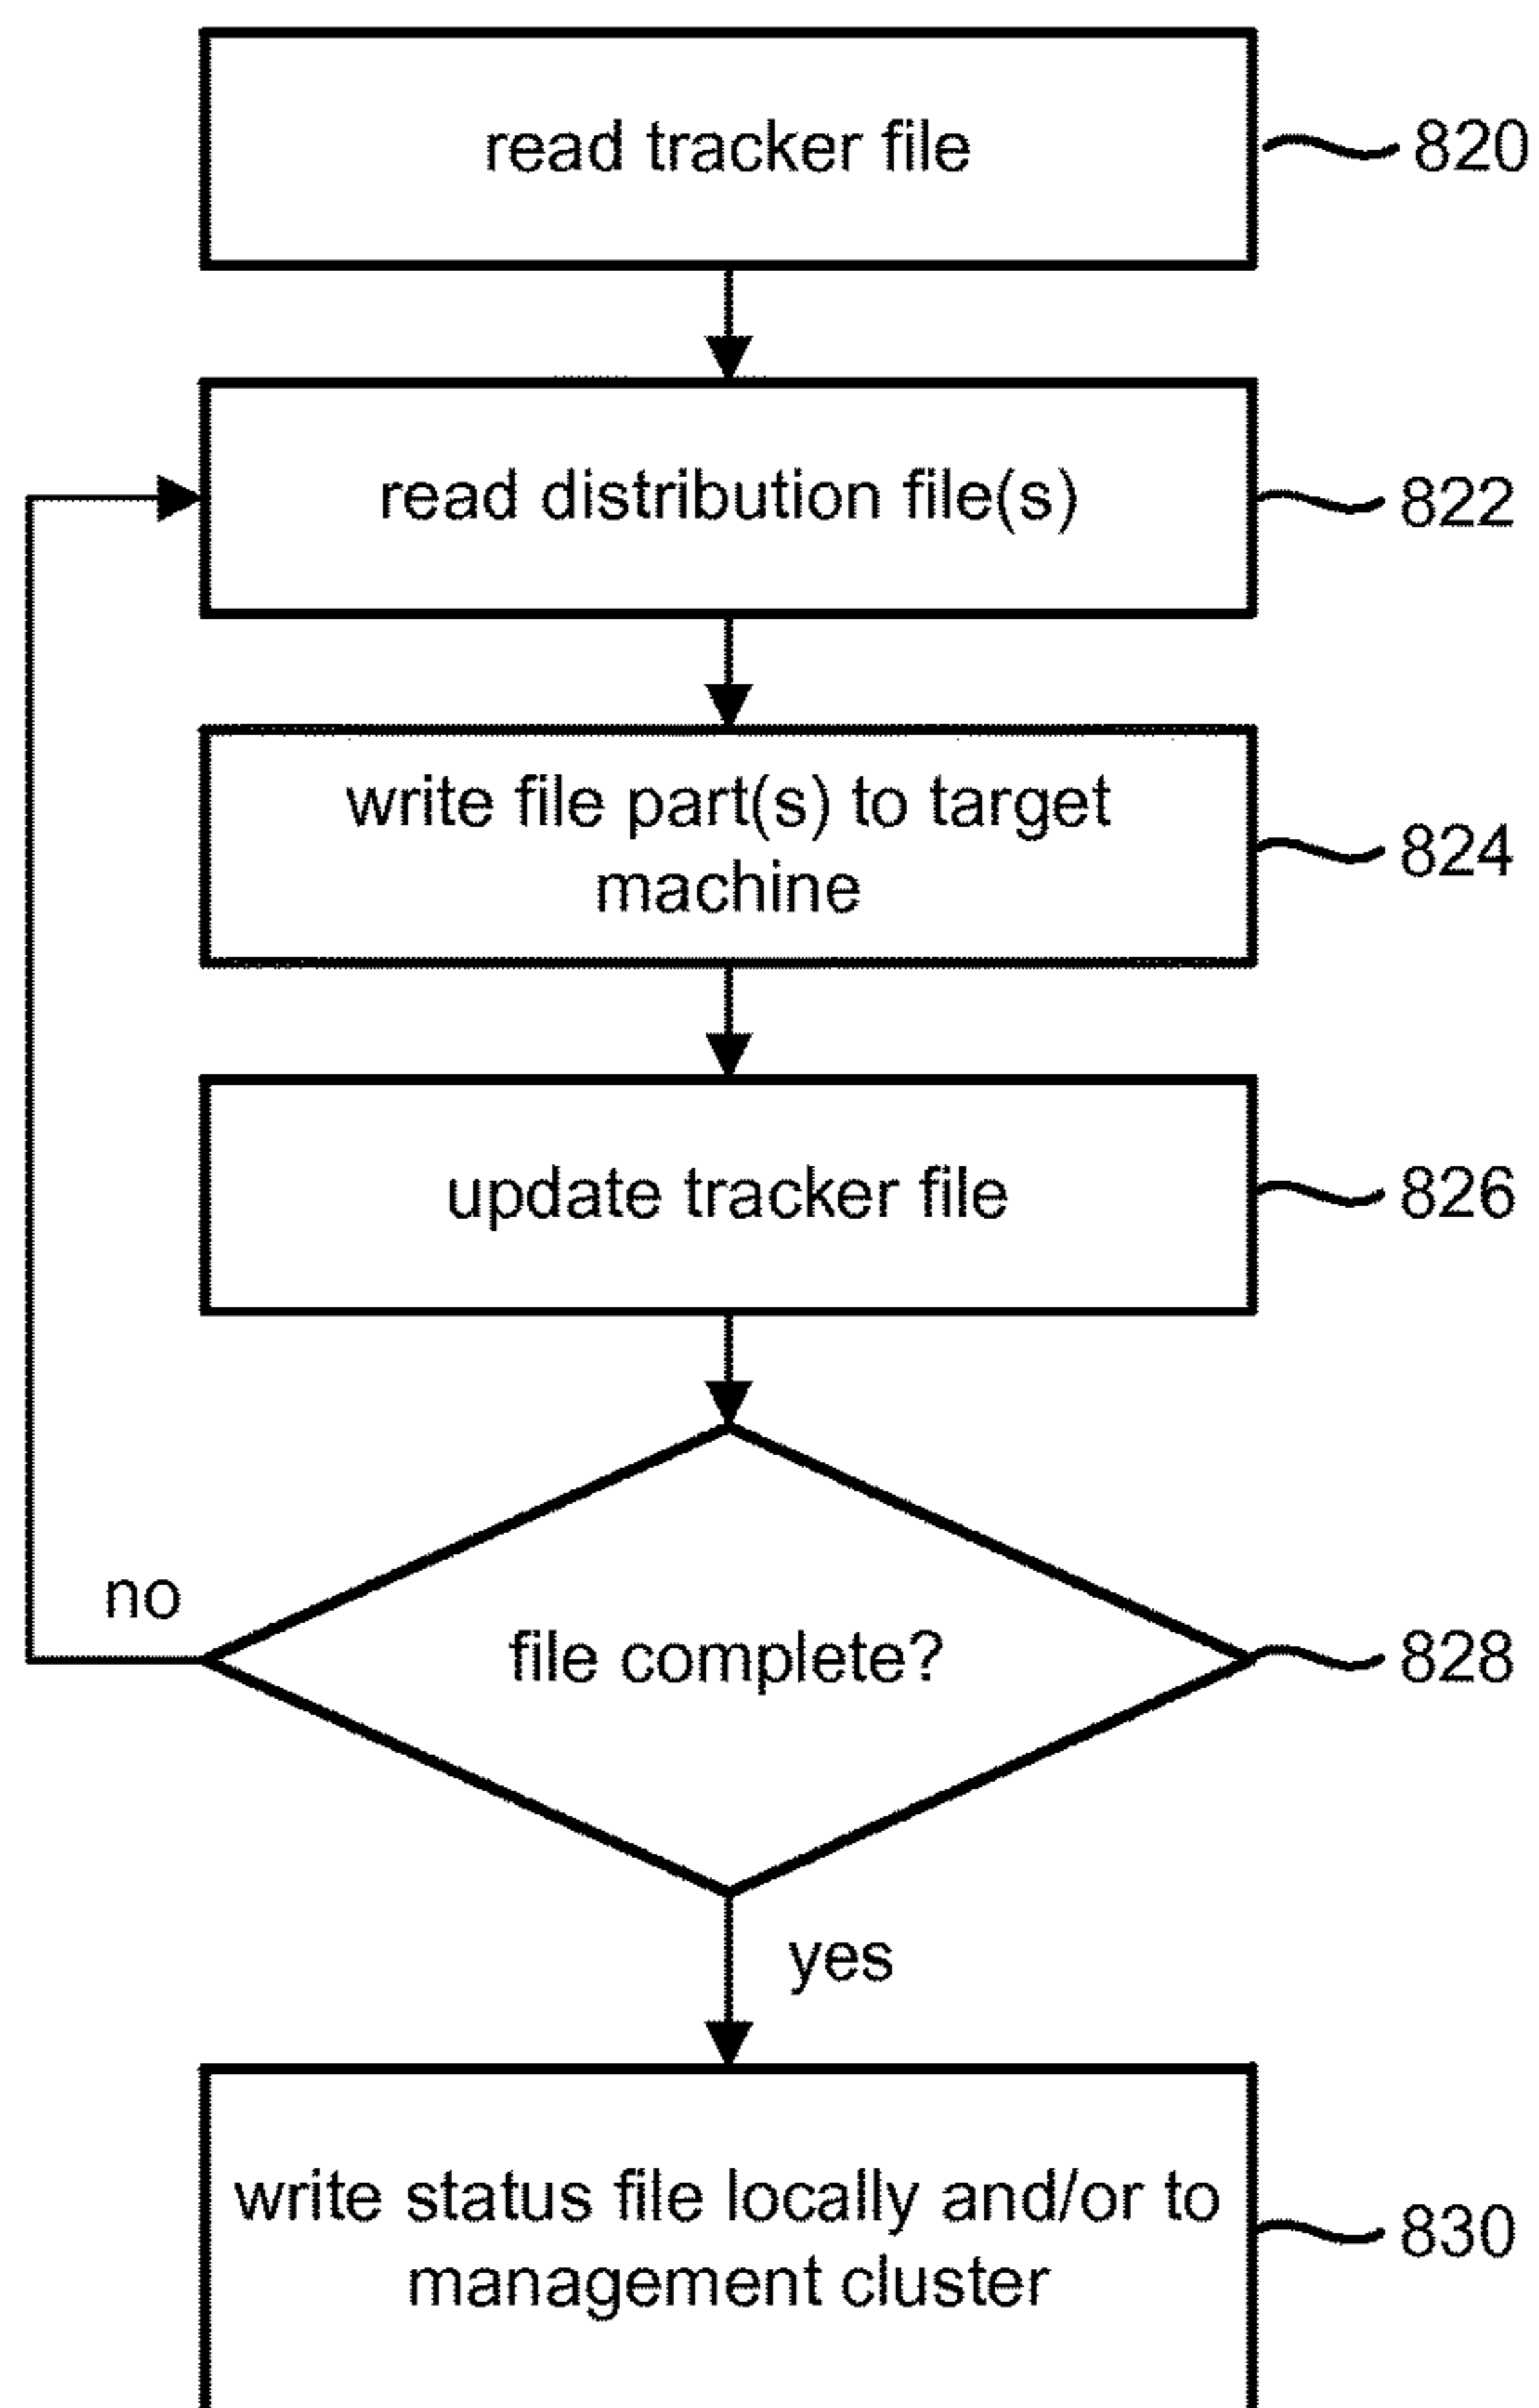 read tracker file
820
read distribution file(s)
822
write file part(s) to target
machine
824
update tracker file
826
no
file complete?
828
yes
write status file locally and/or to
management cluster
830